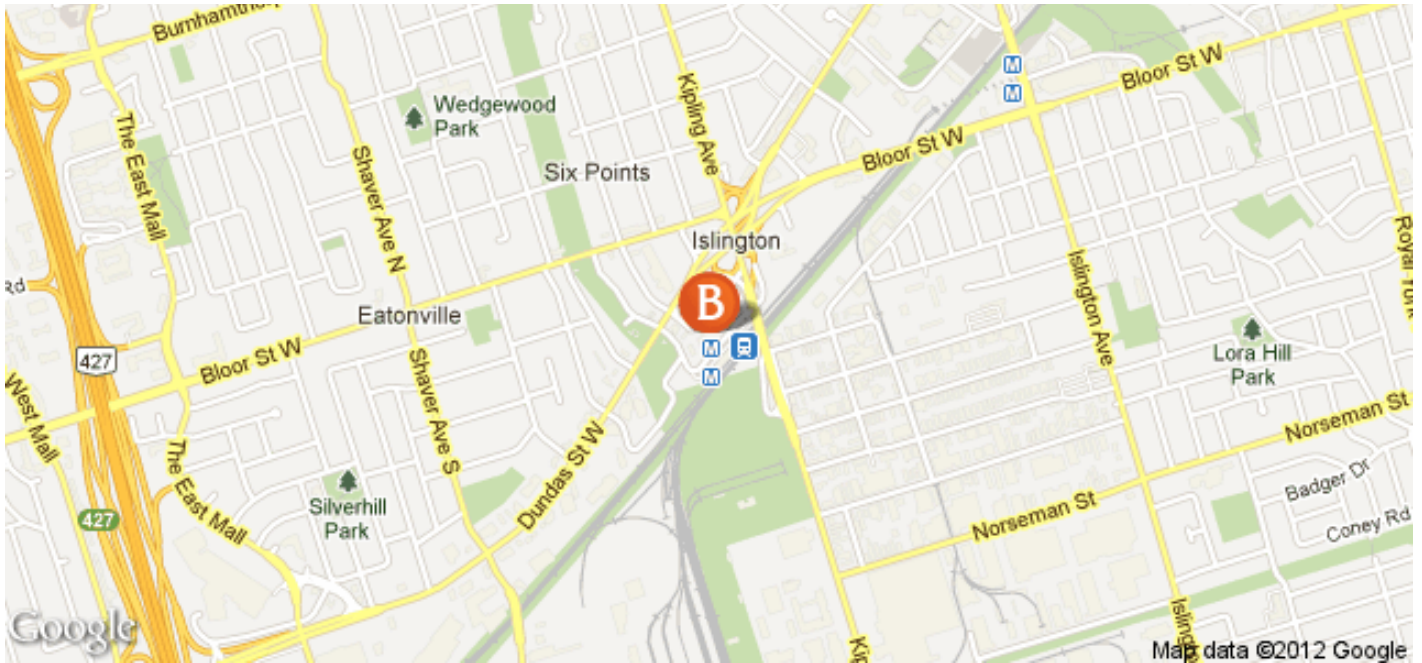 Burnhamthorpe
Kipling Ave
M
M
Bloor St W
Wedgewood
Park
The East Mall
Shaver Ave N
Bloor St W
Six Points
Islington
Royal York
Rd
Islington Ave
B
Eatonville
M
427
Bloor St W
Lora Hill
Park
M
West Mall
Shaver Ave S
Norseman St
The East Mall
Dundas St W
Badger Dr
Silverhill
Park
427
Norseman St
Coney Rd
Google
Map data ©2012 Google